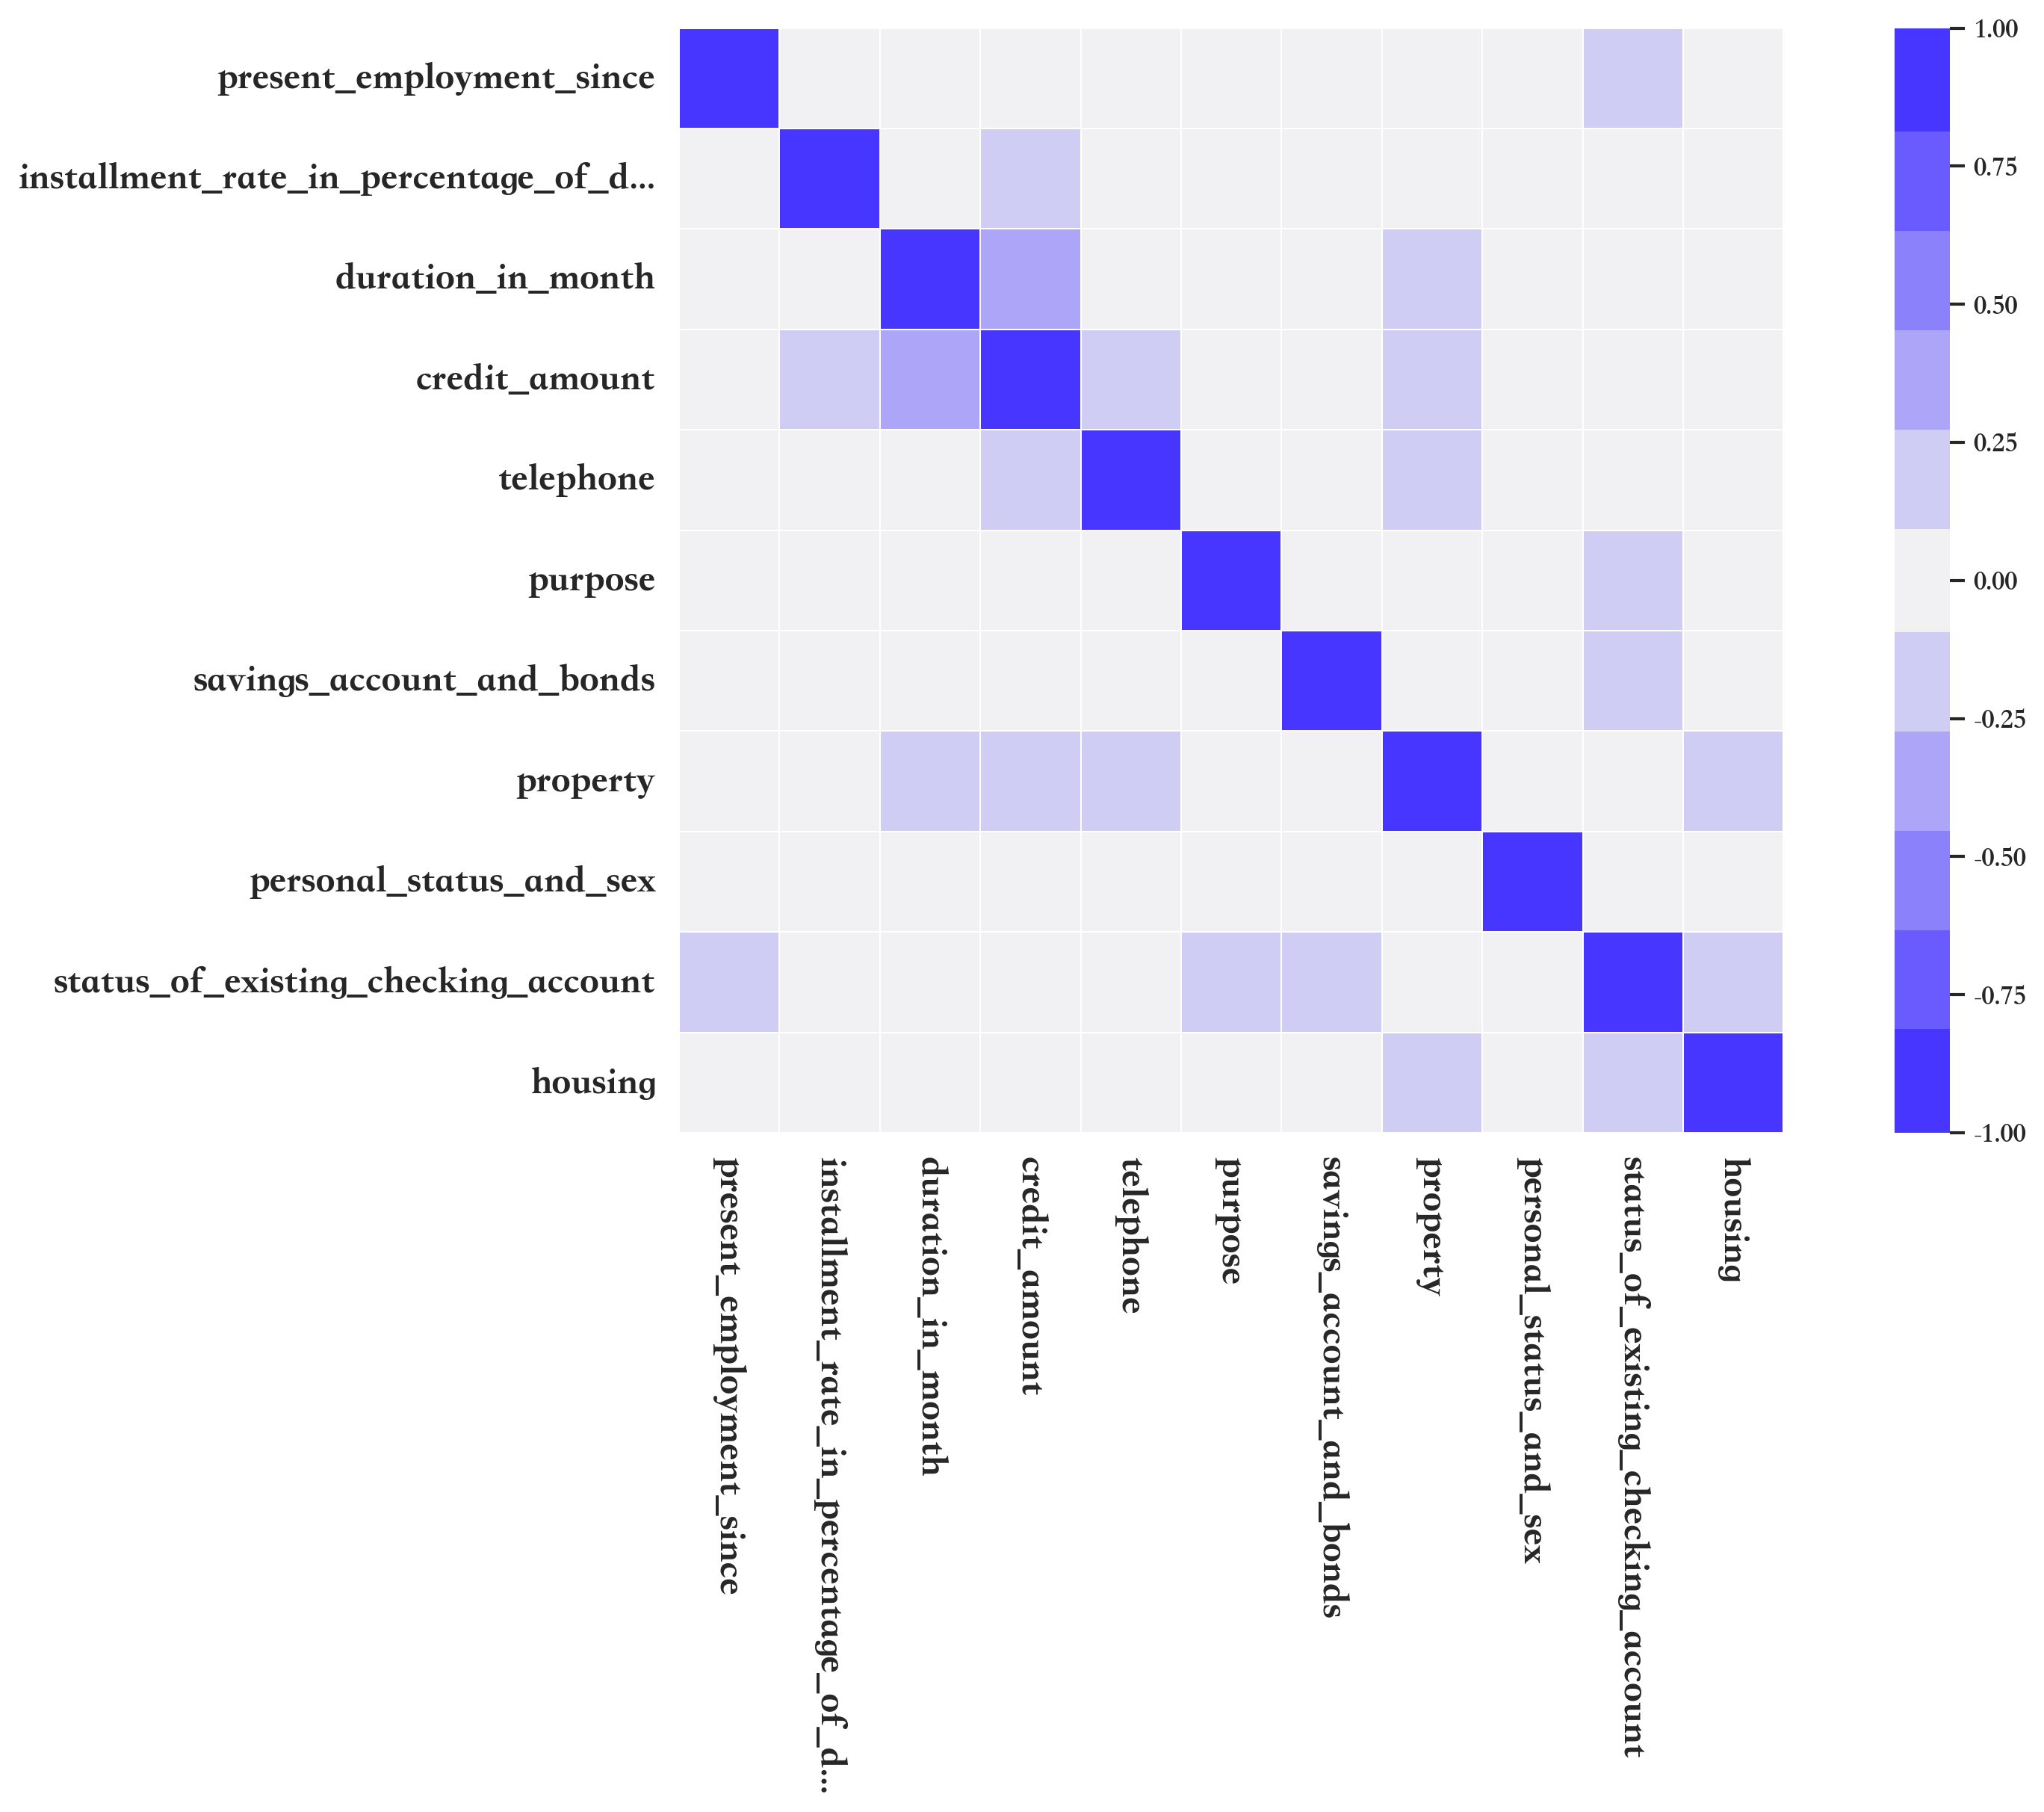 present_employment_since
installment_rate_in_percentage_of_d...
duration_in_month
credit_amount
telephone
purpose
savings_account_and_bonds
property
personal_status_and_sex
status_of_existing_checking_account
housing
present_employment_since
installment_rate_in_percentage_of_d...
duration_in_month
credit_amount
telephone
purpose
savings_account_and_bonds
property
personal_status_and_sex
status_of_existing_checking_account
housing
1.00
0.75
0.50
0.25
0.00
-0.25
-0.50
-0.75
-1.00